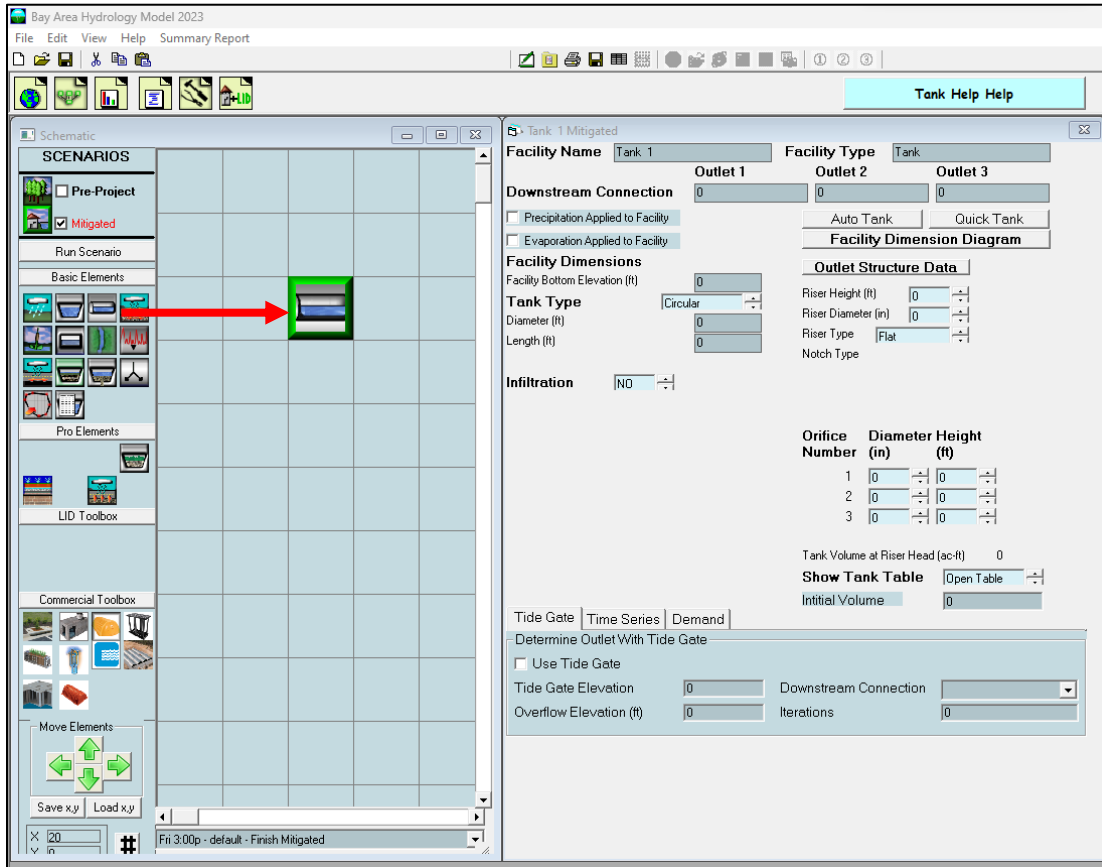 Bay Area Hydrology Model 2023
File Edit View Help Summary Report
1 2 3
+LID
Tank Help Help
Schematic
SCENARIOS
Pre-Project
Mitigated
Run Scenario
Basic Elements
Pro Elements
LID Toolbox
Commercial Toolbox
Move Elements
Save x,y Load x,y
X 20
Y 0
#
Fri 3:00p - default - Finish Mitigated
Tank 1 Mitigated
Facility Name Tank 1 Facility Type Tank
Outlet 1 Outlet 2 Outlet 3
Downstream Connection 0 0 0
Precipitation Applied to Facility Auto Tank Quick Tank
Evaporation Applied to Facility Facility Dimension Diagram
Facility Dimensions Outlet Structure Data
Facility Bottom Elevation (ft) 0
Riser Height (ft) 0
Tank Type Circular
Riser Diameter (in) 0
Diameter (ft) 0
Riser Type Flat
Length (ft) 0
Notch Type
Infiltration NO
Orifice Diameter Height
Number (in) (ft)
1 0 0
2 0 0
3 0 0
Tank Volume at Riser Head (ac-ft) 0
Show Tank Table Open Table
Intitial Volume 0
Tide Gate Time Series Demand
Determine Outlet With Tide Gate
Use Tide Gate
Tide Gate Elevation 0 Downstream Connection
Overflow Elevation (ft) 0 Iterations 0